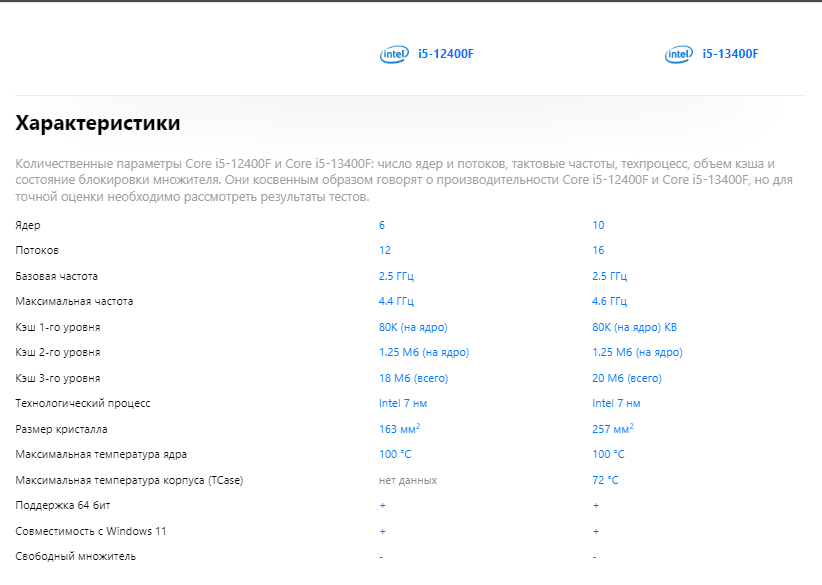 intel i5-12400F intel i5-13400F
Характеристики
Количественные параметры Core i5-12400F и Core i5-13400F: число ядер и потоков, тактовые частоты, техпроцесс, объем кэша и
состояние блокировки множителя. Они косвенным образом говорят о производительности Core i5-12400F и Core i5-13400F, но для
точной оценки необходимо рассмотреть результаты тестов.
Ядер 6 10
Потоков 12 16
Базовая частота 2.5 ГГц 2.5 ГГц
Максимальная частота 4.4 ГГц 4.6 ГГц
Кэш 1-го уровня 80K (на ядро) 80K (на ядро) КВ
Кэш 2-го уровня 1.25 Мб (на ядро) 1.25 Мб (на ядро)
Кэш 3-го уровня 18 Мб (всего) 20 Мб (всего)
Технологический процесс Intel 7 нм Intel 7 нм
Размер кристалла 163 мм² 257 мм²
Максимальная температура ядра 100 °C 100 °C
Максимальная температура корпуса (TCase) нет данных 72 °C
Поддержка 64 бит + +
Совместимость с Windows 11 + +
Свободный множитель - -